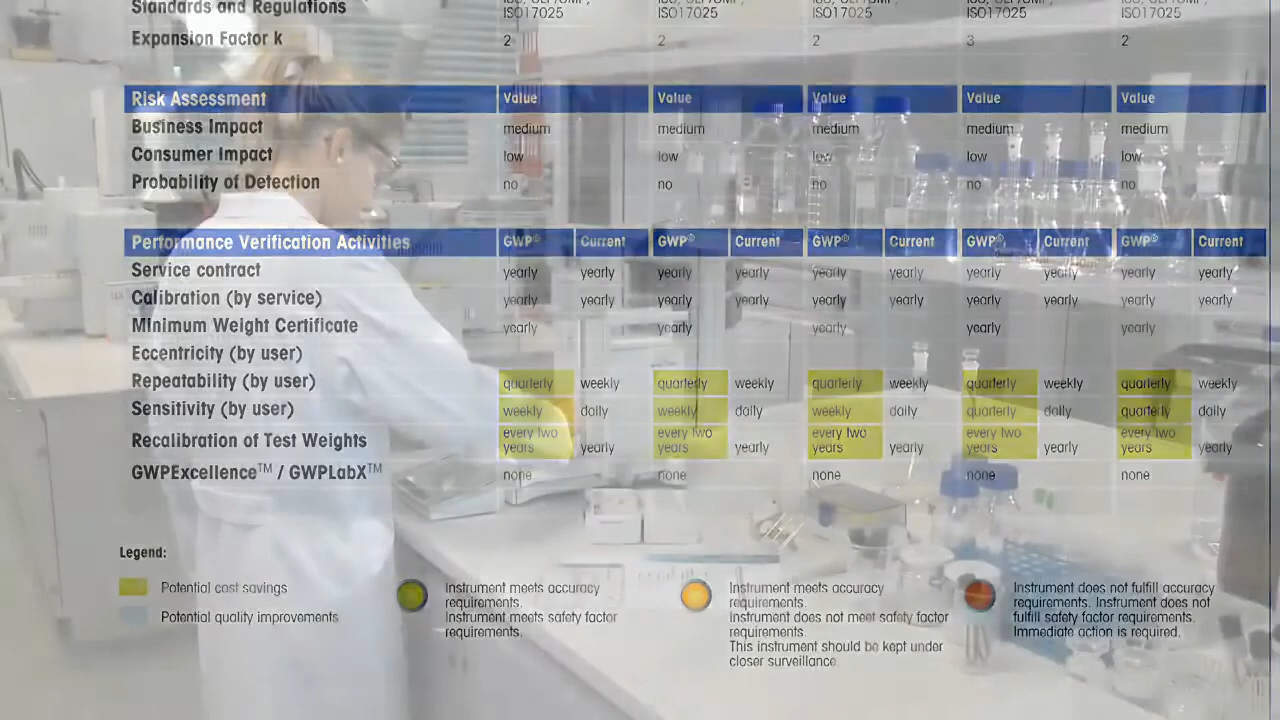 Standards and Regulations
ISO17025 ISO17025 ISO17025 ISO17025 ISO17025
Expansion Factor k 2 2 2 3 2
Risk Assessment Value Value Value Value Value
Business Impact medium medium medium medium medium
Consumer Impact low low low low low
Probability of Detection no no no no no
Performance Verification Activities GWP® Current GWP® Current GWP® Current GWP® Current GWP® Current
Service contract yearly yearly yearly yearly yearly yearly yearly yearly yearly yearly
Calibration (by service) yearly yearly yearly yearly yearly yearly yearly yearly yearly yearly
Minimum Weight Certificate yearly yearly yearly yearly yearly
Eccentricity (by user)
Repeatability (by user) quarterly weekly quarterly weekly quarterly weekly quarterly weekly quarterly weekly
Sensitivity (by user) weekly daily weekly daily weekly daily quarterly daily quarterly daily
Recalibration of Test Weights every two years yearly every two years yearly every two years yearly every two years yearly every two years yearly
GWPExcellence™ / GWPLabX™ none none none none none
Legend:
Potential cost savings
Potential quality improvements
Instrument meets accuracy
requirements.
Instrument meets safety factor
requirements.
Instrument meets accuracy
requirements.
Instrument does not meet safety factor
requirements.
This instrument should be kept under
closer surveillance.
Instrument does not fulfill accuracy
requirements. Instrument does not
fulfill safety factor requirements.
Immediate action is required.